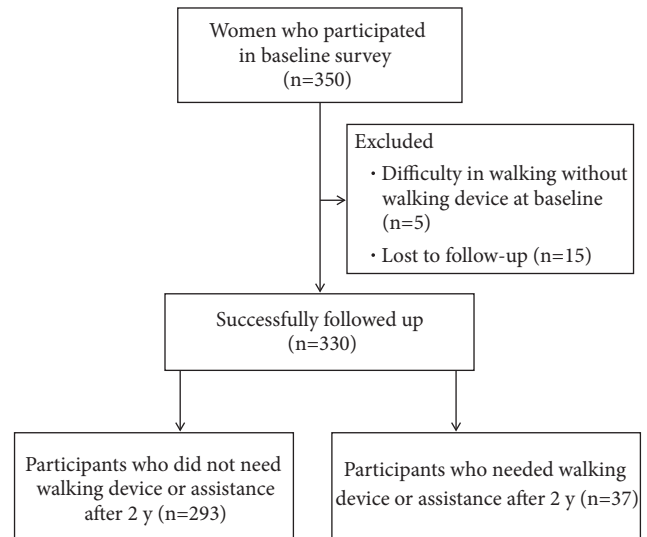 Women who participated
in baseline survey
(n=350)
Excluded
· Difficulty in walking without
walking device at baseline
(n=5)
· Lost to follow-up (n=15)
Successfully followed up
(n=330)
Participants who did not need
walking device or assistance
after 2 y (n=293)
Participants who needed walking
device or assistance after 2 y (n=37)